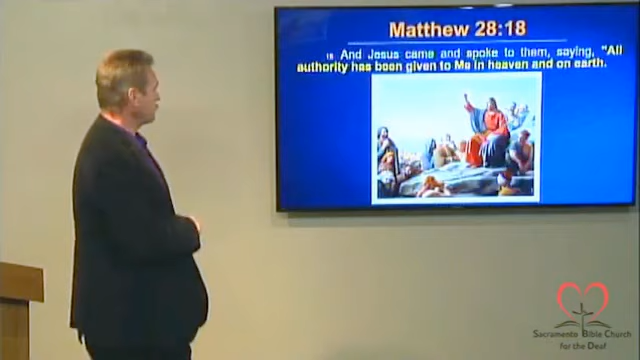 Matthew 28:18
18 And Jesus came and spoke to them, saying, "All
authority has been given to Me in heaven and on earth.
Sacramento Bible Church
for the Deaf